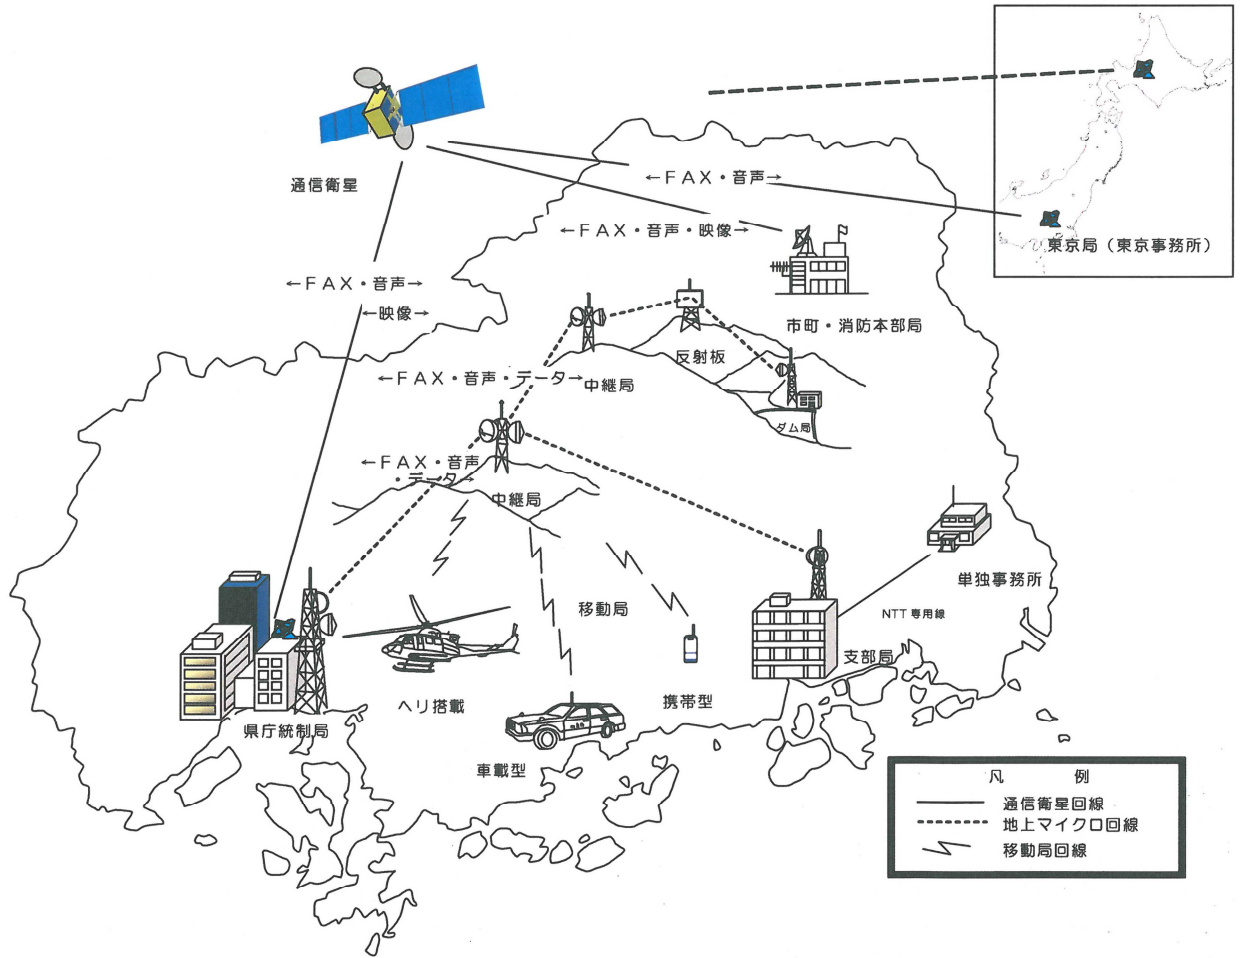 通信衛星
←ＦＡＸ・音声→
←ＦＡＸ・音声・映像→
東京局（東京事務所）
←ＦＡＸ・音声→
←映像→
市町・消防本部局
反射板
←ＦＡＸ・音声・データ→
中継局
ダム局
←ＦＡＸ・音声
・データ→
中継局
単独事務所
移動局
NTT 専用線
支部局
ヘリ搭載
携帯型
県庁統制局
車載型
凡　例
通信衛星回線
地上マイクロ回線
移動局回線